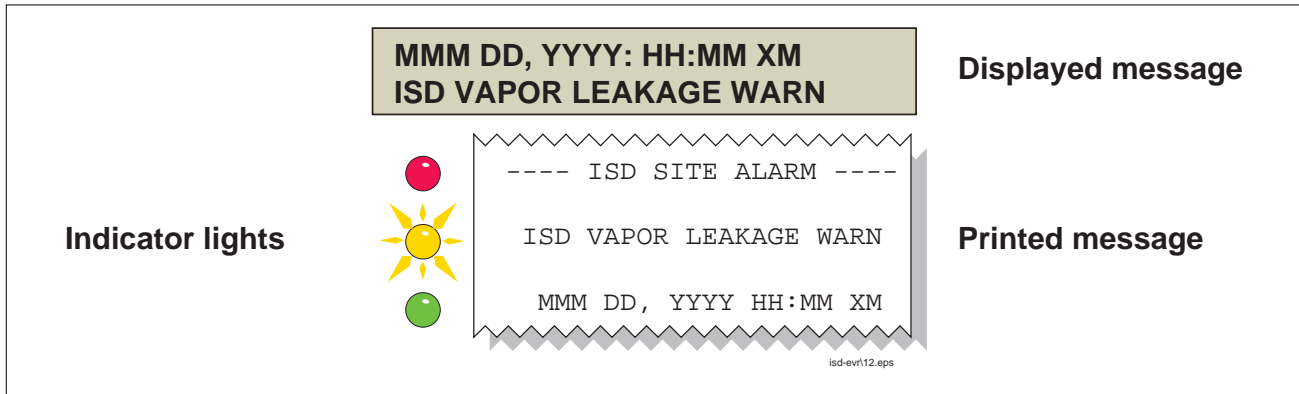 MMM DD, YYYY: HH:MM XM
ISD VAPOR LEAKAGE WARN
Displayed message
---- ISD SITE ALARM ----
Indicator lights
ISD VAPOR LEAKAGE WARN
Printed message
MMM DD, YYYY HH:MM XM
isd-evr\12.eps